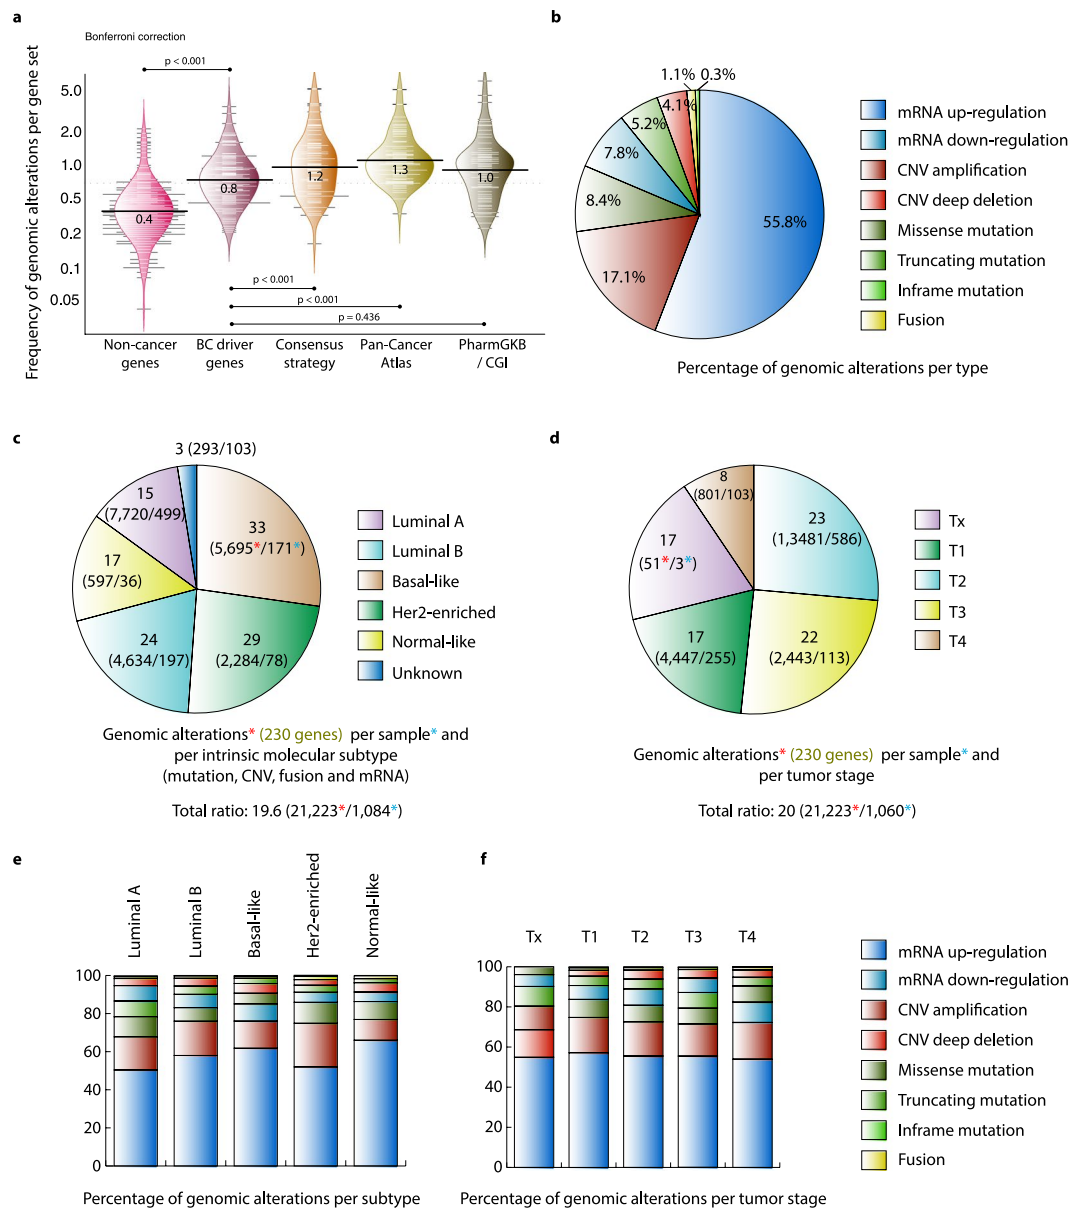 a
Bonferroni correction
p < 0.001
Frequency of genomic alterations per gene set
5.0
2.0
1.0
0.5
0.2
0.1
0.05
0.4
0.8
1.2
1.3
1.0
p < 0.001
p < 0.001
p = 0.436
Non-cancer
genes
BC driver
genes
Consensus
strategy
Pan-Cancer
Atlas
PharmGKB
/ CGI
b
1.1%
0.3%
4.1%
5.2%
7.8%
8.4%
17.1%
55.8%
mRNA up-regulation
mRNA down-regulation
CNV amplification
CNV deep deletion
Missense mutation
Truncating mutation
Inframe mutation
Fusion
Percentage of genomic alterations per type
c
3 (293/103)
15
(7,720/499)
33
(5,695*/171*)
17
(597/36)
24
(4,634/197)
29
(2,284/78)
Luminal A
Luminal B
Basal-like
Her2-enriched
Normal-like
Unknown
Genomic alterations* (230 genes) per sample* and
per intrinsic molecular subtype
(mutation, CNV, fusion and mRNA)
Total ratio: 19.6 (21,223*/1,084*)
d
8
(801/103)
23
(1,3481/586)
17
(51*/3*)
17
(4,447/255)
22
(2,443/113)
Tx
T1
T2
T3
T4
Genomic alterations* (230 genes) per sample* and
per tumor stage
Total ratio: 20 (21,223*/1,060*)
e
Luminal A
Luminal B
Basal-like
Her2-enriched
Normal-like
100
80
60
40
20
0
Percentage of genomic alterations per subtype
f
Tx
T1
T2
T3
T4
100
80
60
40
20
0
Percentage of genomic alterations per tumor stage
mRNA up-regulation
mRNA down-regulation
CNV amplification
CNV deep deletion
Missense mutation
Truncating mutation
Inframe mutation
Fusion